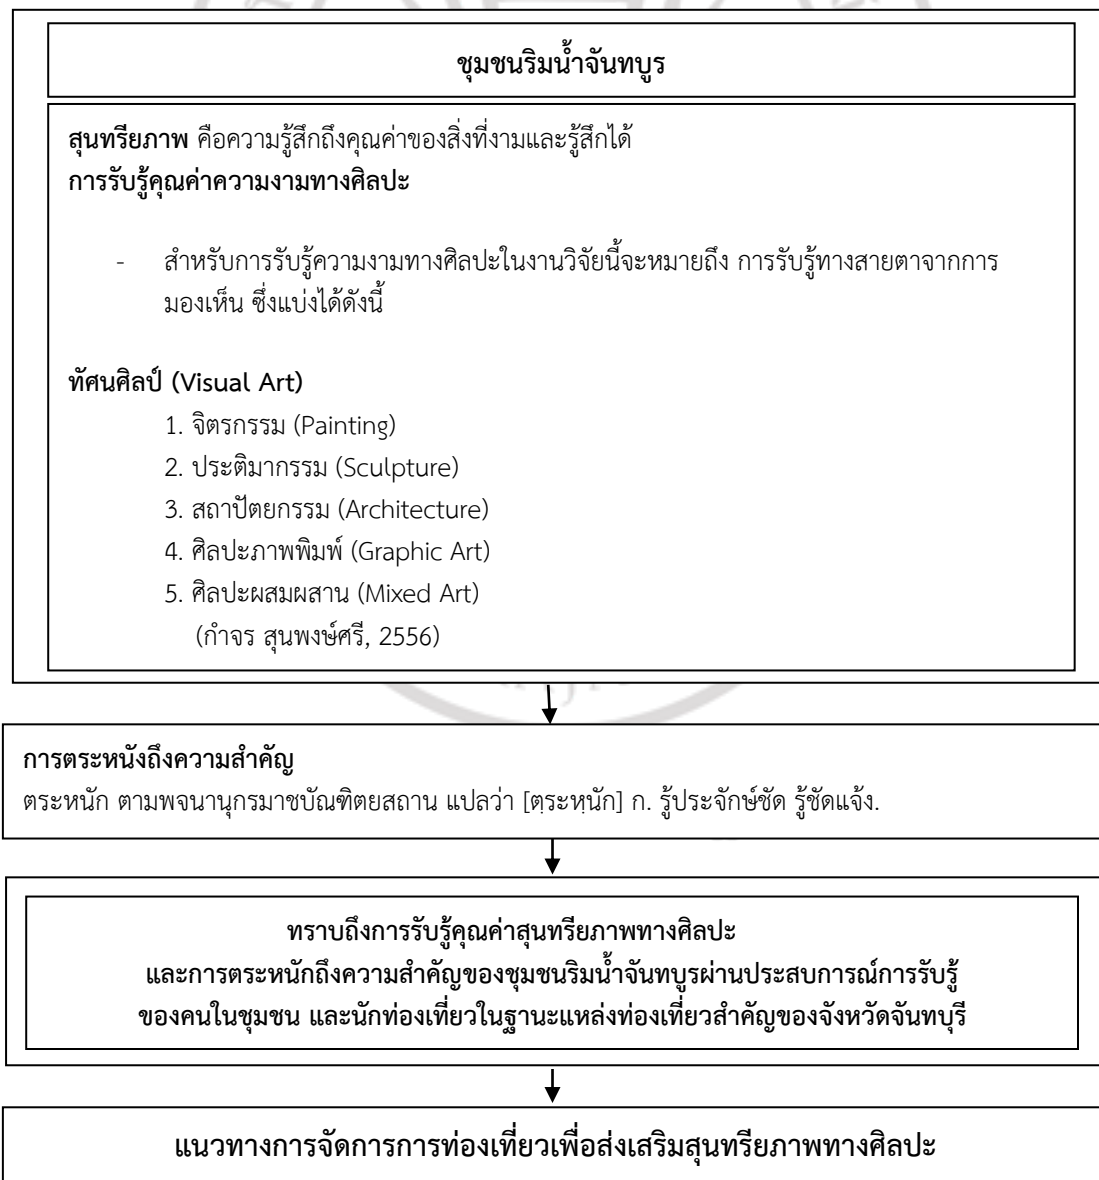 ชุมชนริมน้ำจันทบูร
สุนทรียภาพ คือความรู้สึกถึงคุณค่าของสิ่งที่งามและรู้สึกได้
การรับรู้คุณค่าความงามทางศิลปะ
- สำหรับการรับรู้ความงามทางศิลปะในงานวิจัยนี้จะหมายถึง การรับรู้ทางสายตาจากการ
มองเห็น ซึ่งแบ่งได้ดังนี้
ทัศนศิลป์ (Visual Art)
1. จิตรกรรม (Painting)
2. ประติมากรรม (Sculpture)
3. สถาปัตยกรรม (Architecture)
4. ศิลปะภาพพิมพ์ (Graphic Art)
5. ศิลปะผสมผสาน (Mixed Art)
(กำจร สุนพงษ์ศรี, 2556)
การตระหนังถึงความสำคัญ
ตระหนัก ตามพจนานุกรมาชบัณฑิตยสถาน แปลว่า [ตฺระหฺนัก] ก. รู้ประจักษ์ชัด รู้ชัดแจ้ง.
ทราบถึงการรับรู้คุณค่าสุนทรียภาพทางศิลปะ
และการตระหนักถึงความสำคัญของชุมชนริมน้ำจันทบูรผ่านประสบการณ์การรับรู้
ของคนในชุมชน และนักท่องเที่ยวในฐานะแหล่งท่องเที่ยวสำคัญของจังหวัดจันทบุรี
แนวทางการจัดการการท่องเที่ยวเพื่อส่งเสริมสุนทรียภาพทางศิลปะ